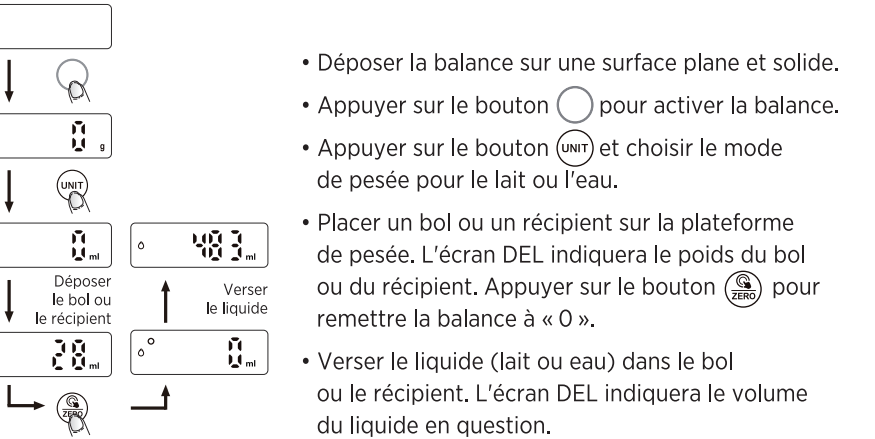 0 g
UNIT
0 ml
Déposer
le bol ou
le récipient
28 ml
ZERO
483 ml
Verser
le liquide
0 ml
• Déposer la balance sur une surface plane et solide.
• Appuyer sur le bouton pour activer la balance.
• Appuyer sur le bouton UNIT et choisir le mode
de pesée pour le lait ou l'eau.
• Placer un bol ou un récipient sur la plateforme
de pesée. L'écran DEL indiquera le poids du bol
ou du récipient. Appuyer sur le bouton ZERO pour
remettre la balance à « 0 ».
• Verser le liquide (lait ou eau) dans le bol
ou le récipient. L'écran DEL indiquera le volume
du liquide en question.